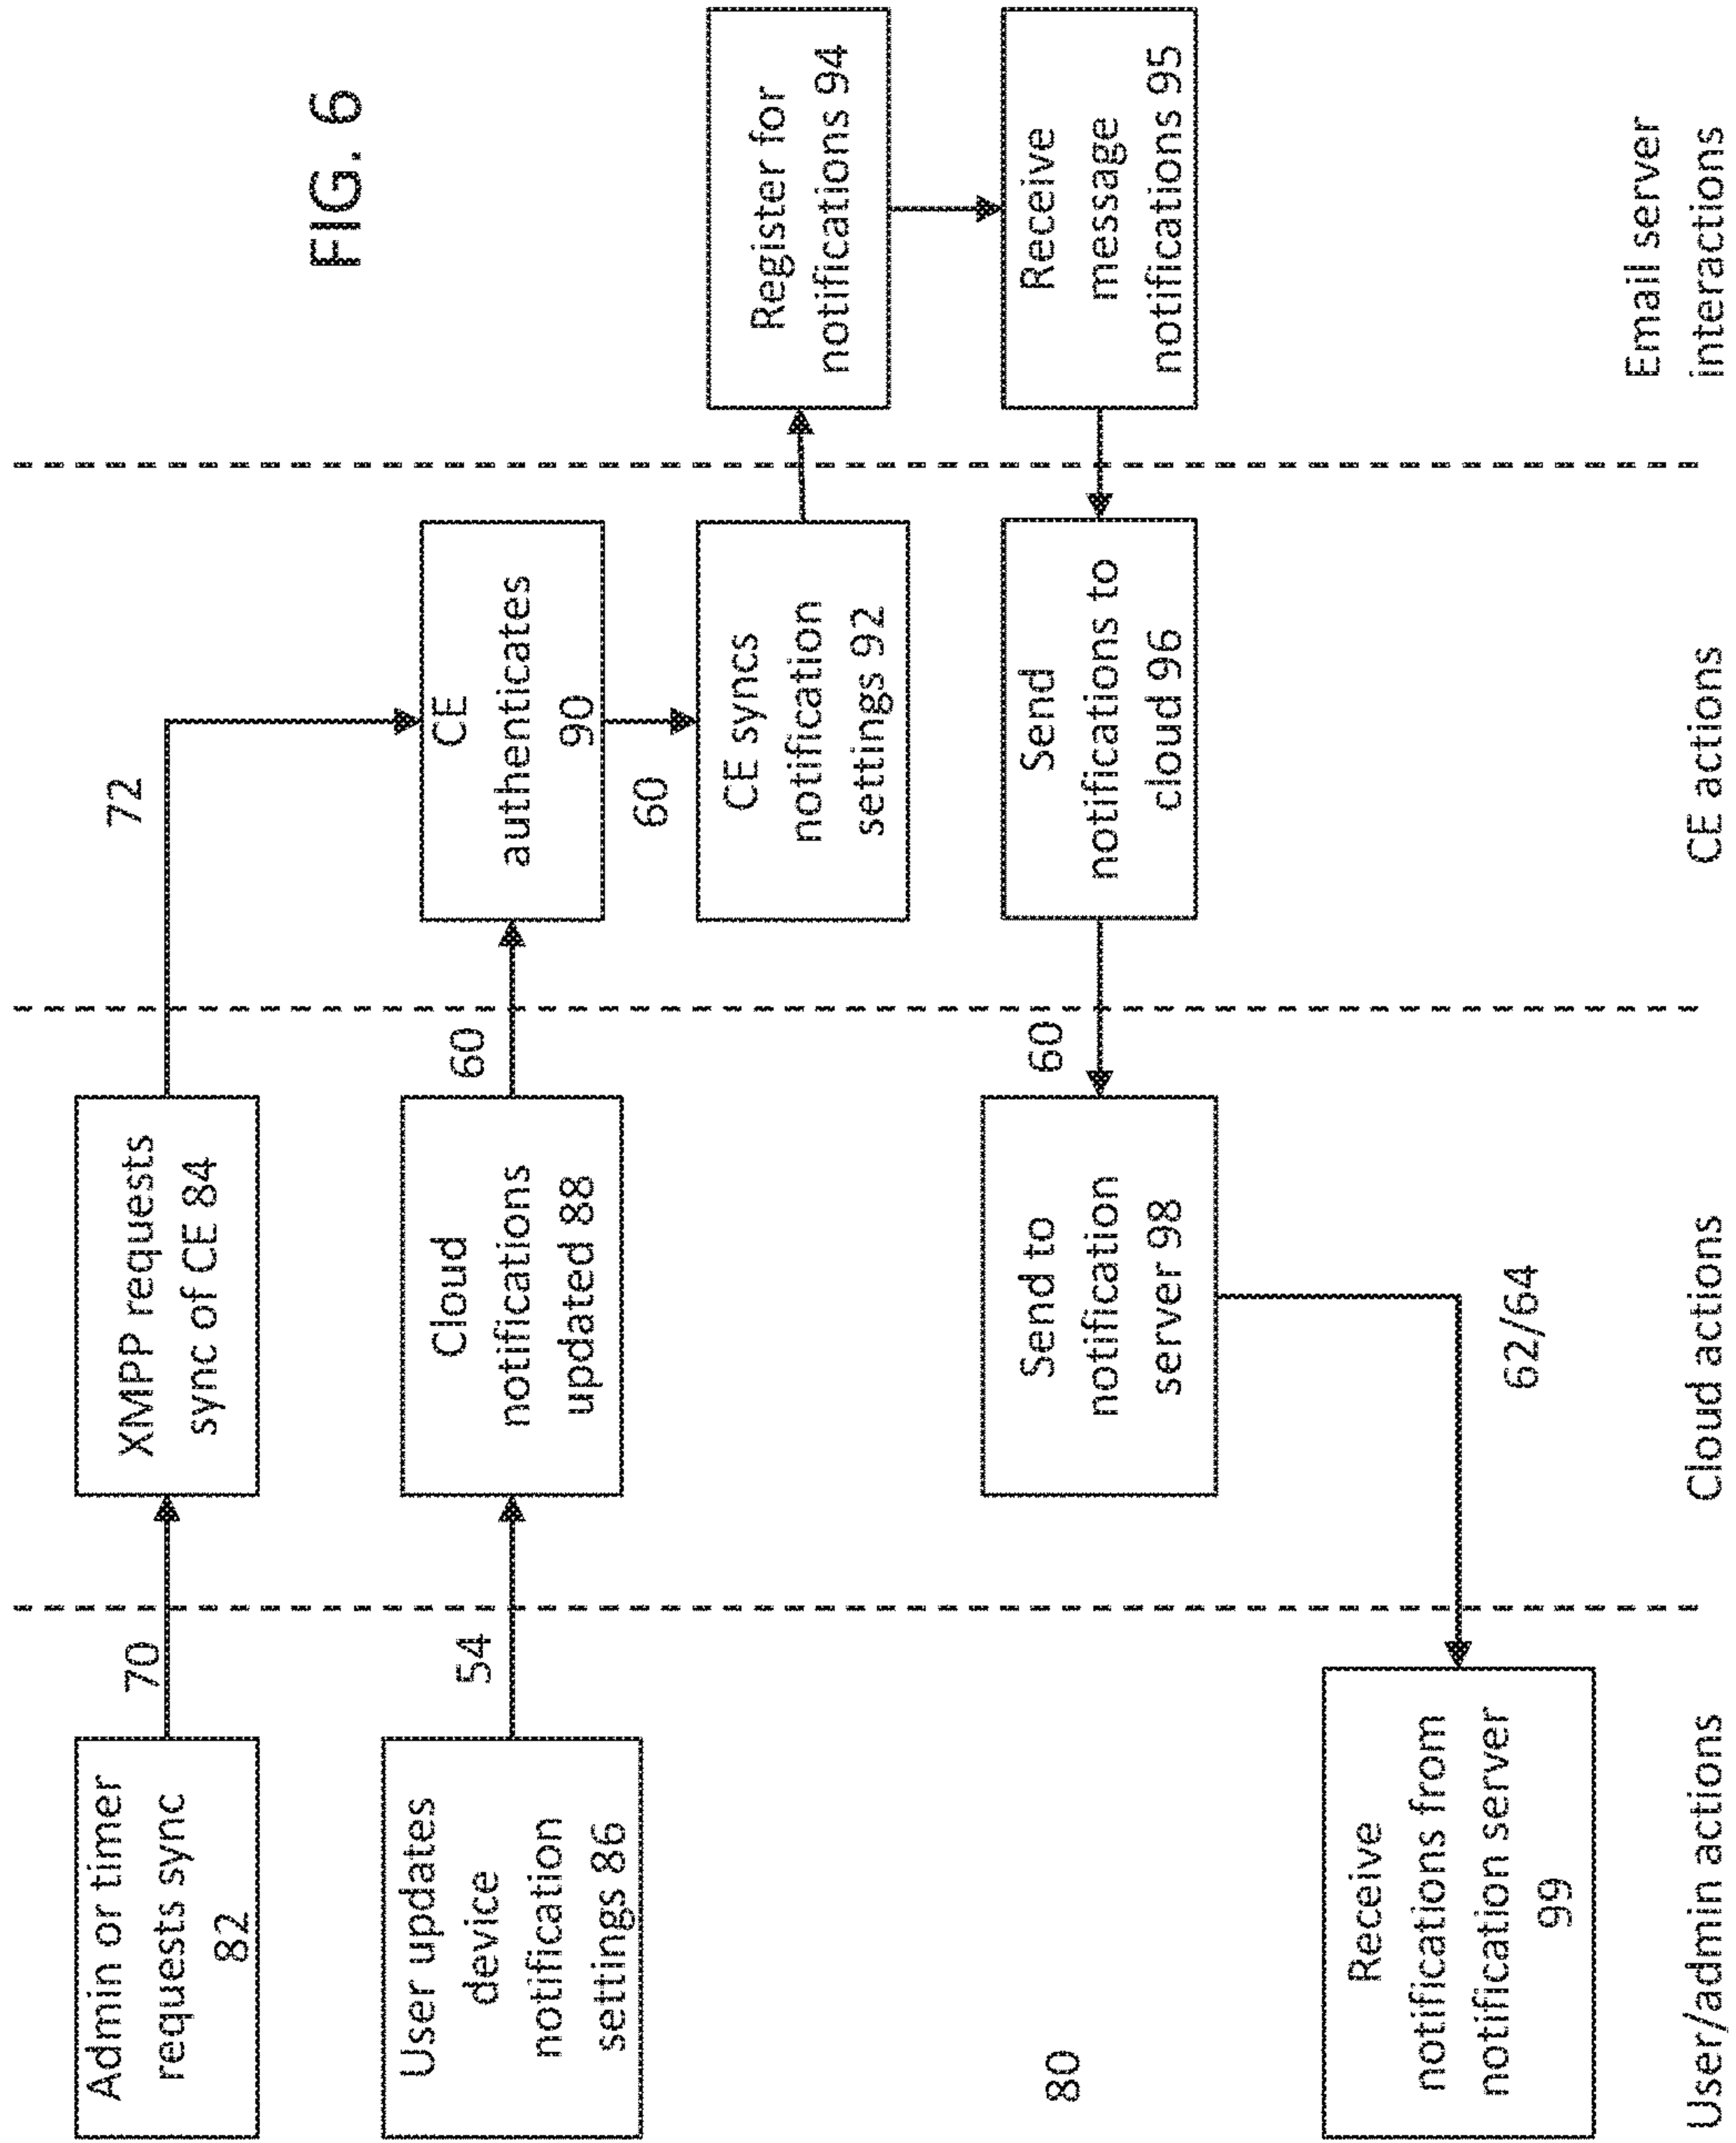 FIG. 6
Admin or timer
requests sync
82
70
XMPP requests
sync of CE 84
72
User updates
device
notification
settings 86
54
Cloud
notifications
updated 88
60
CE
authenticates
90
60
CE syncs
notification
settings 92
Register for
notifications 94
Receive
message
notifications 95
Send
notifications to
cloud 96
60
Send to
notification
server 98
62/64
80
Receive
notifications from
notification server
99
User/admin actions
Cloud actions
CE actions
Email server
interactions